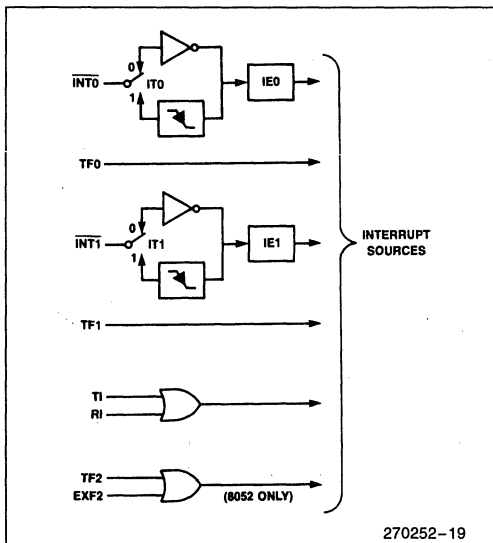 0
INT0
IT0
1
IE0
TF0
0
INT1
IT1
1
IE1
INTERRUPT
SOURCES
TF1
TI
RI
TF2
EXF2
(8052 ONLY)
270252-19